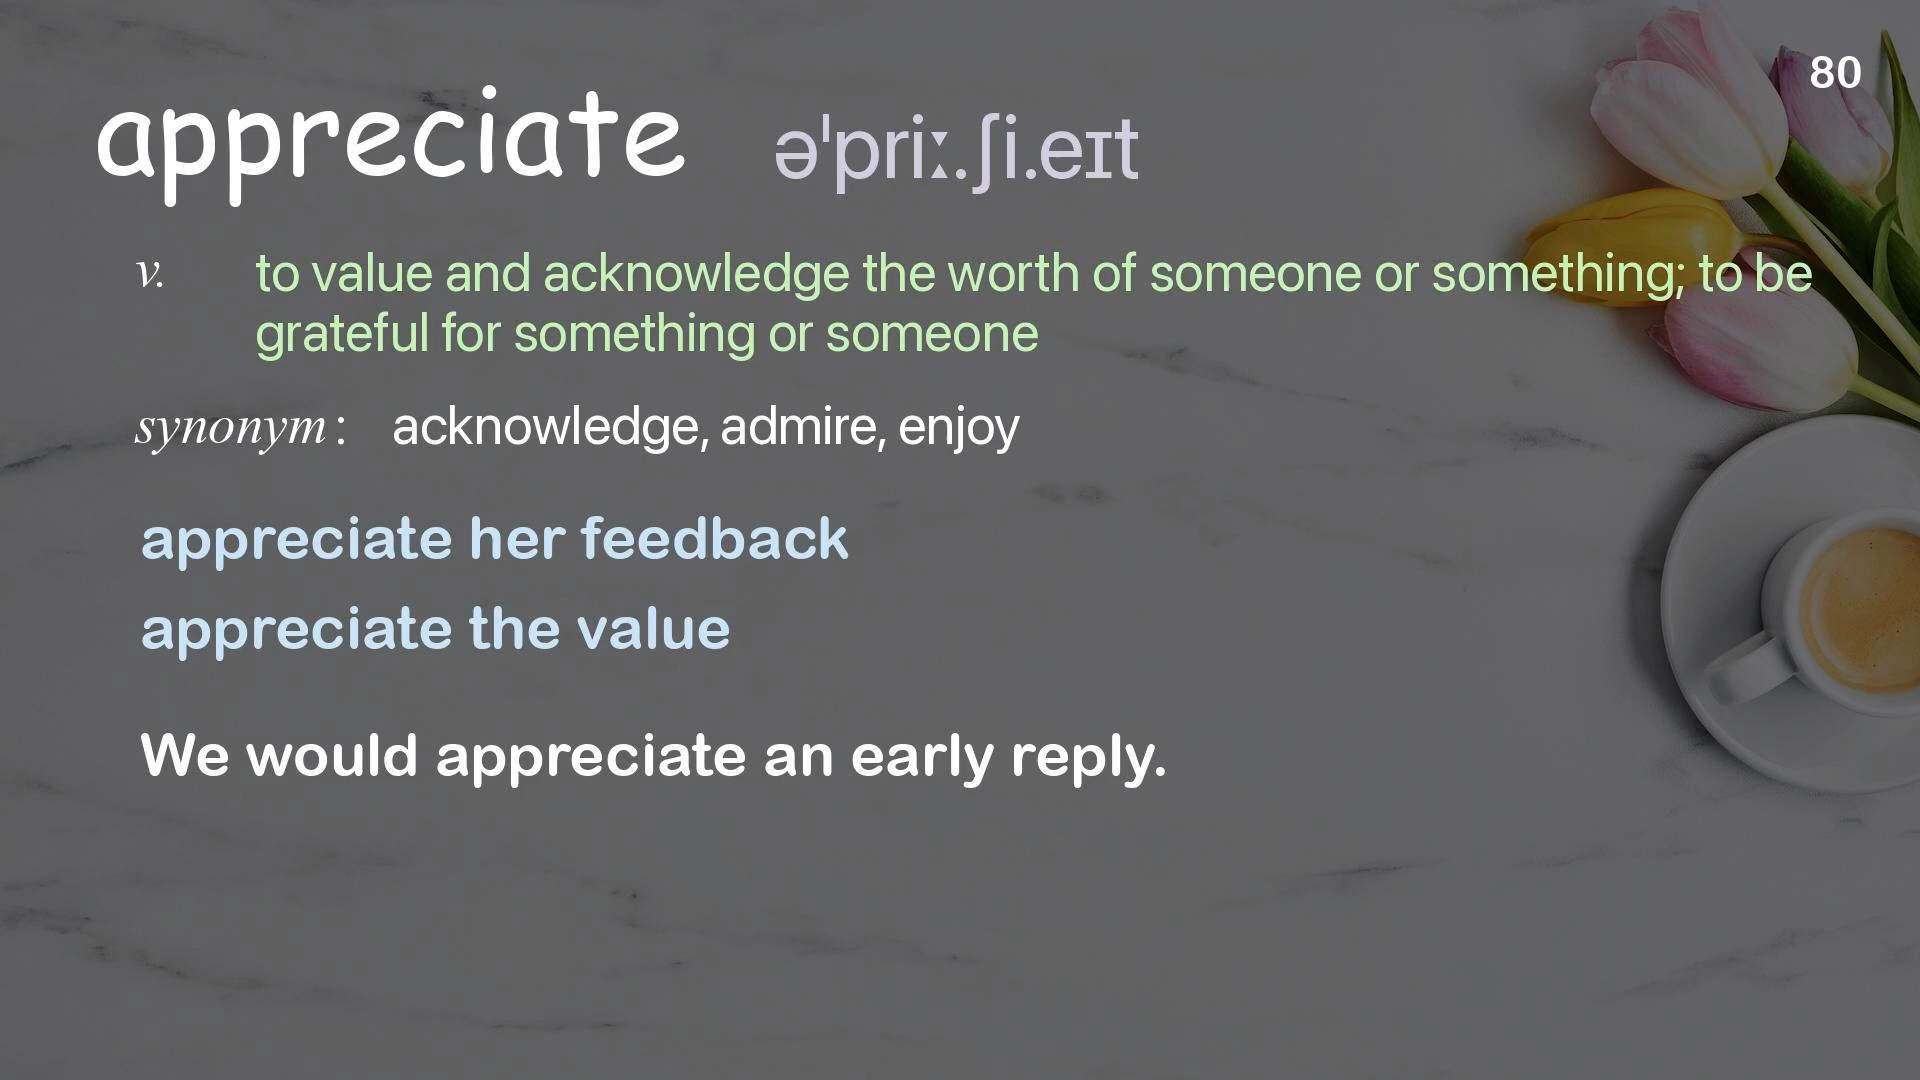 80
appreciate əˈpriː.ʃi.eɪt
v. to value and acknowledge the worth of someone or something; to be
grateful for something or someone
synonym : acknowledge, admire, enjoy
appreciate her feedback
appreciate the value
We would appreciate an early reply.